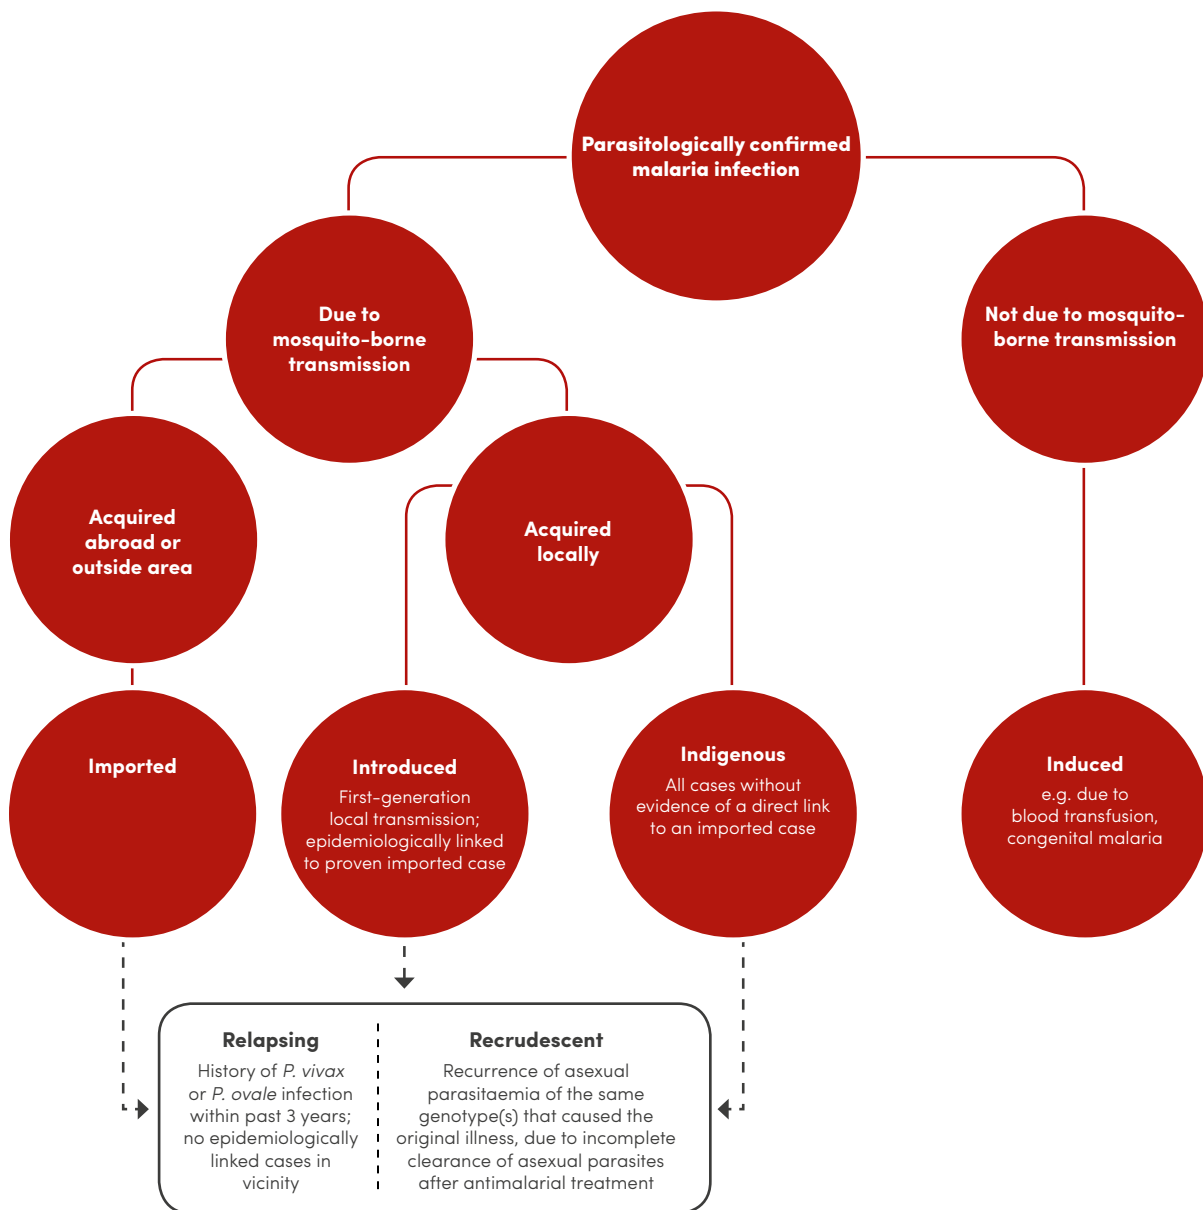 Parasitologically confirmed
malaria infection
Due to
mosquito-borne
transmission
Not due to mosquito-
borne transmission
Acquired
abroad or
outside area
Acquired
locally
Imported
Introduced
First-generation
local transmission;
epidemiologically linked
to proven imported case
Indigenous
All cases without
evidence of a direct link
to an imported case
Induced
e.g. due to
blood transfusion,
congenital malaria
Relapsing
History of P. vivax
or P. ovale infection
within past 3 years;
no epidemiologically
linked cases in
vicinity
Recrudescent
Recurrence of asexual
parasitaemia of the same
genotype(s) that caused the
original illness, due to incomplete
clearance of asexual parasites
after antimalarial treatment